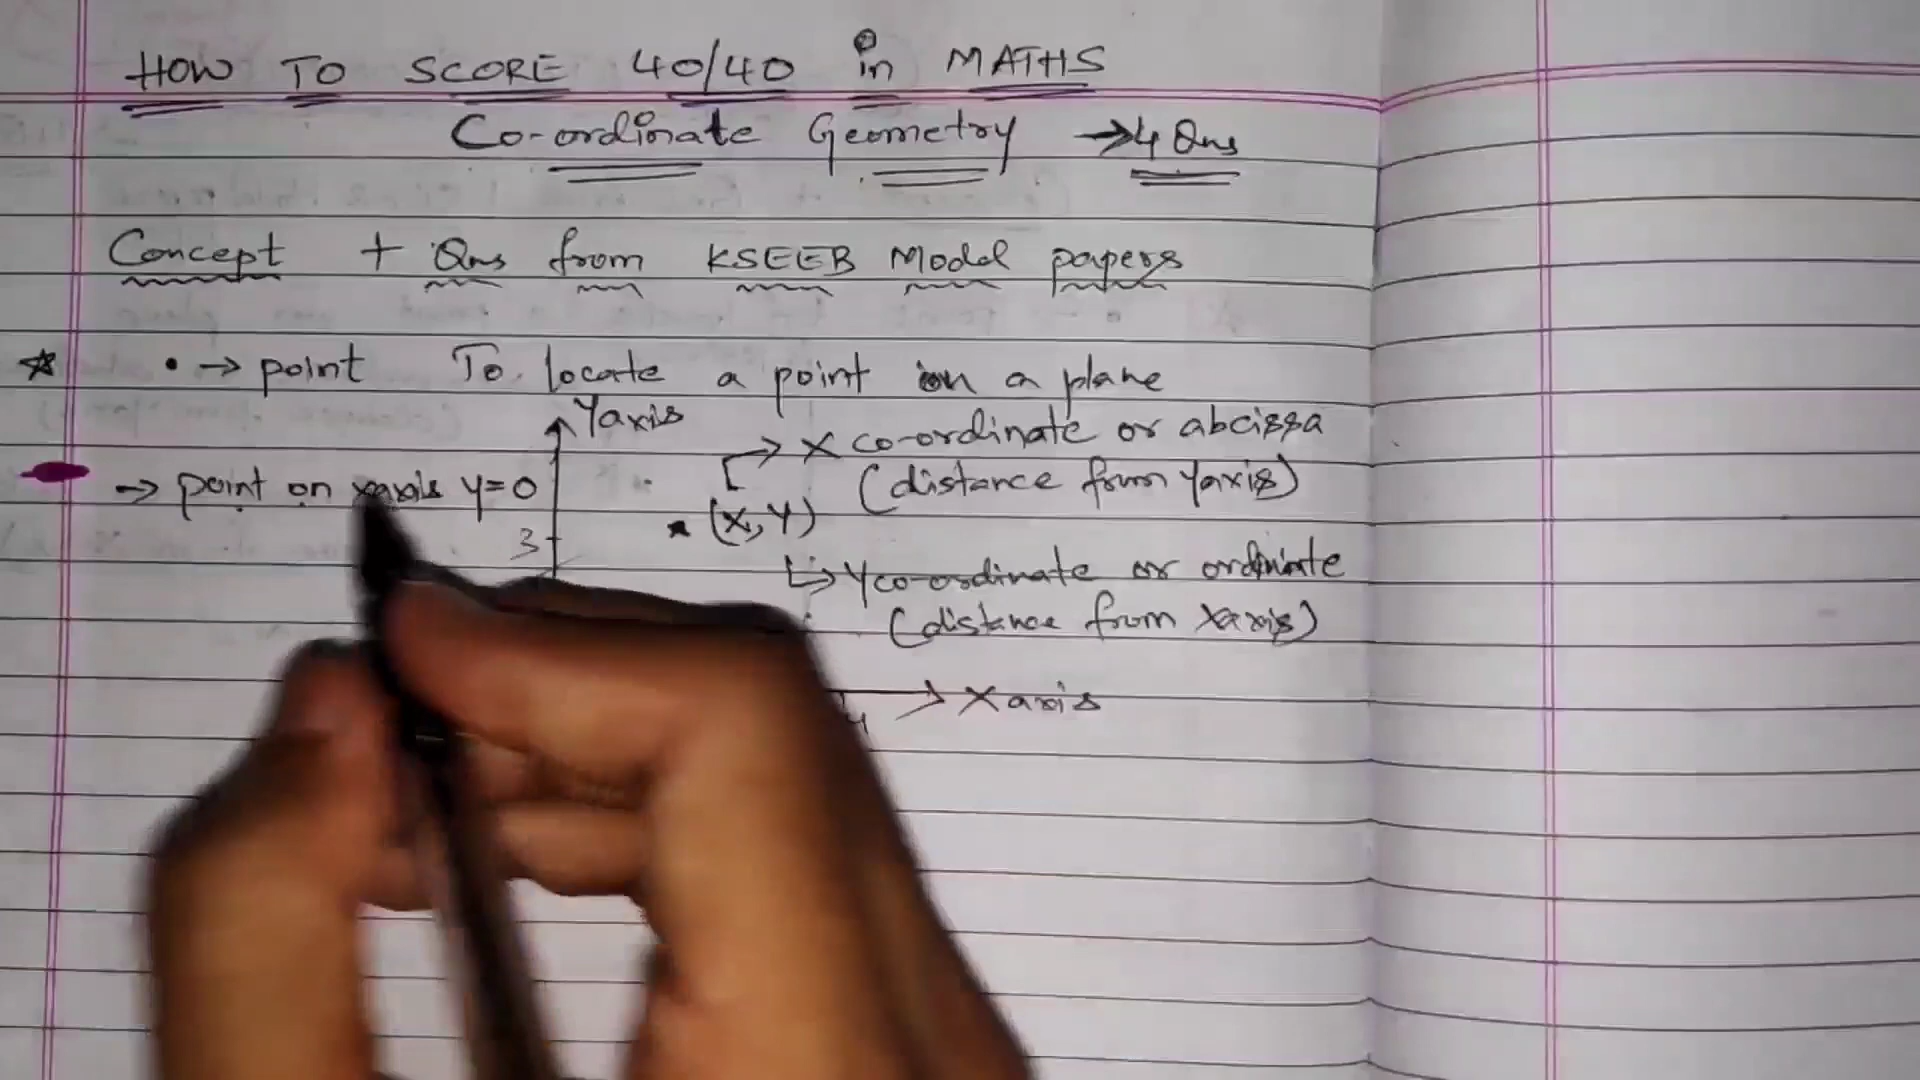 HOW TO SCORE 40/40 in MATHS
Co-ordinate Geometry → 4 Qns
Concept + Qns from KSEEB Model papers
• → point To locate a point on a plane
Y axis
→ X co-ordinate or abcissa
(distance from Y axis)
→ point on x axis y=0
(X, Y)
3
→ Y co-ordinate or ordinate
(distance from X axis)
→ X axis
4